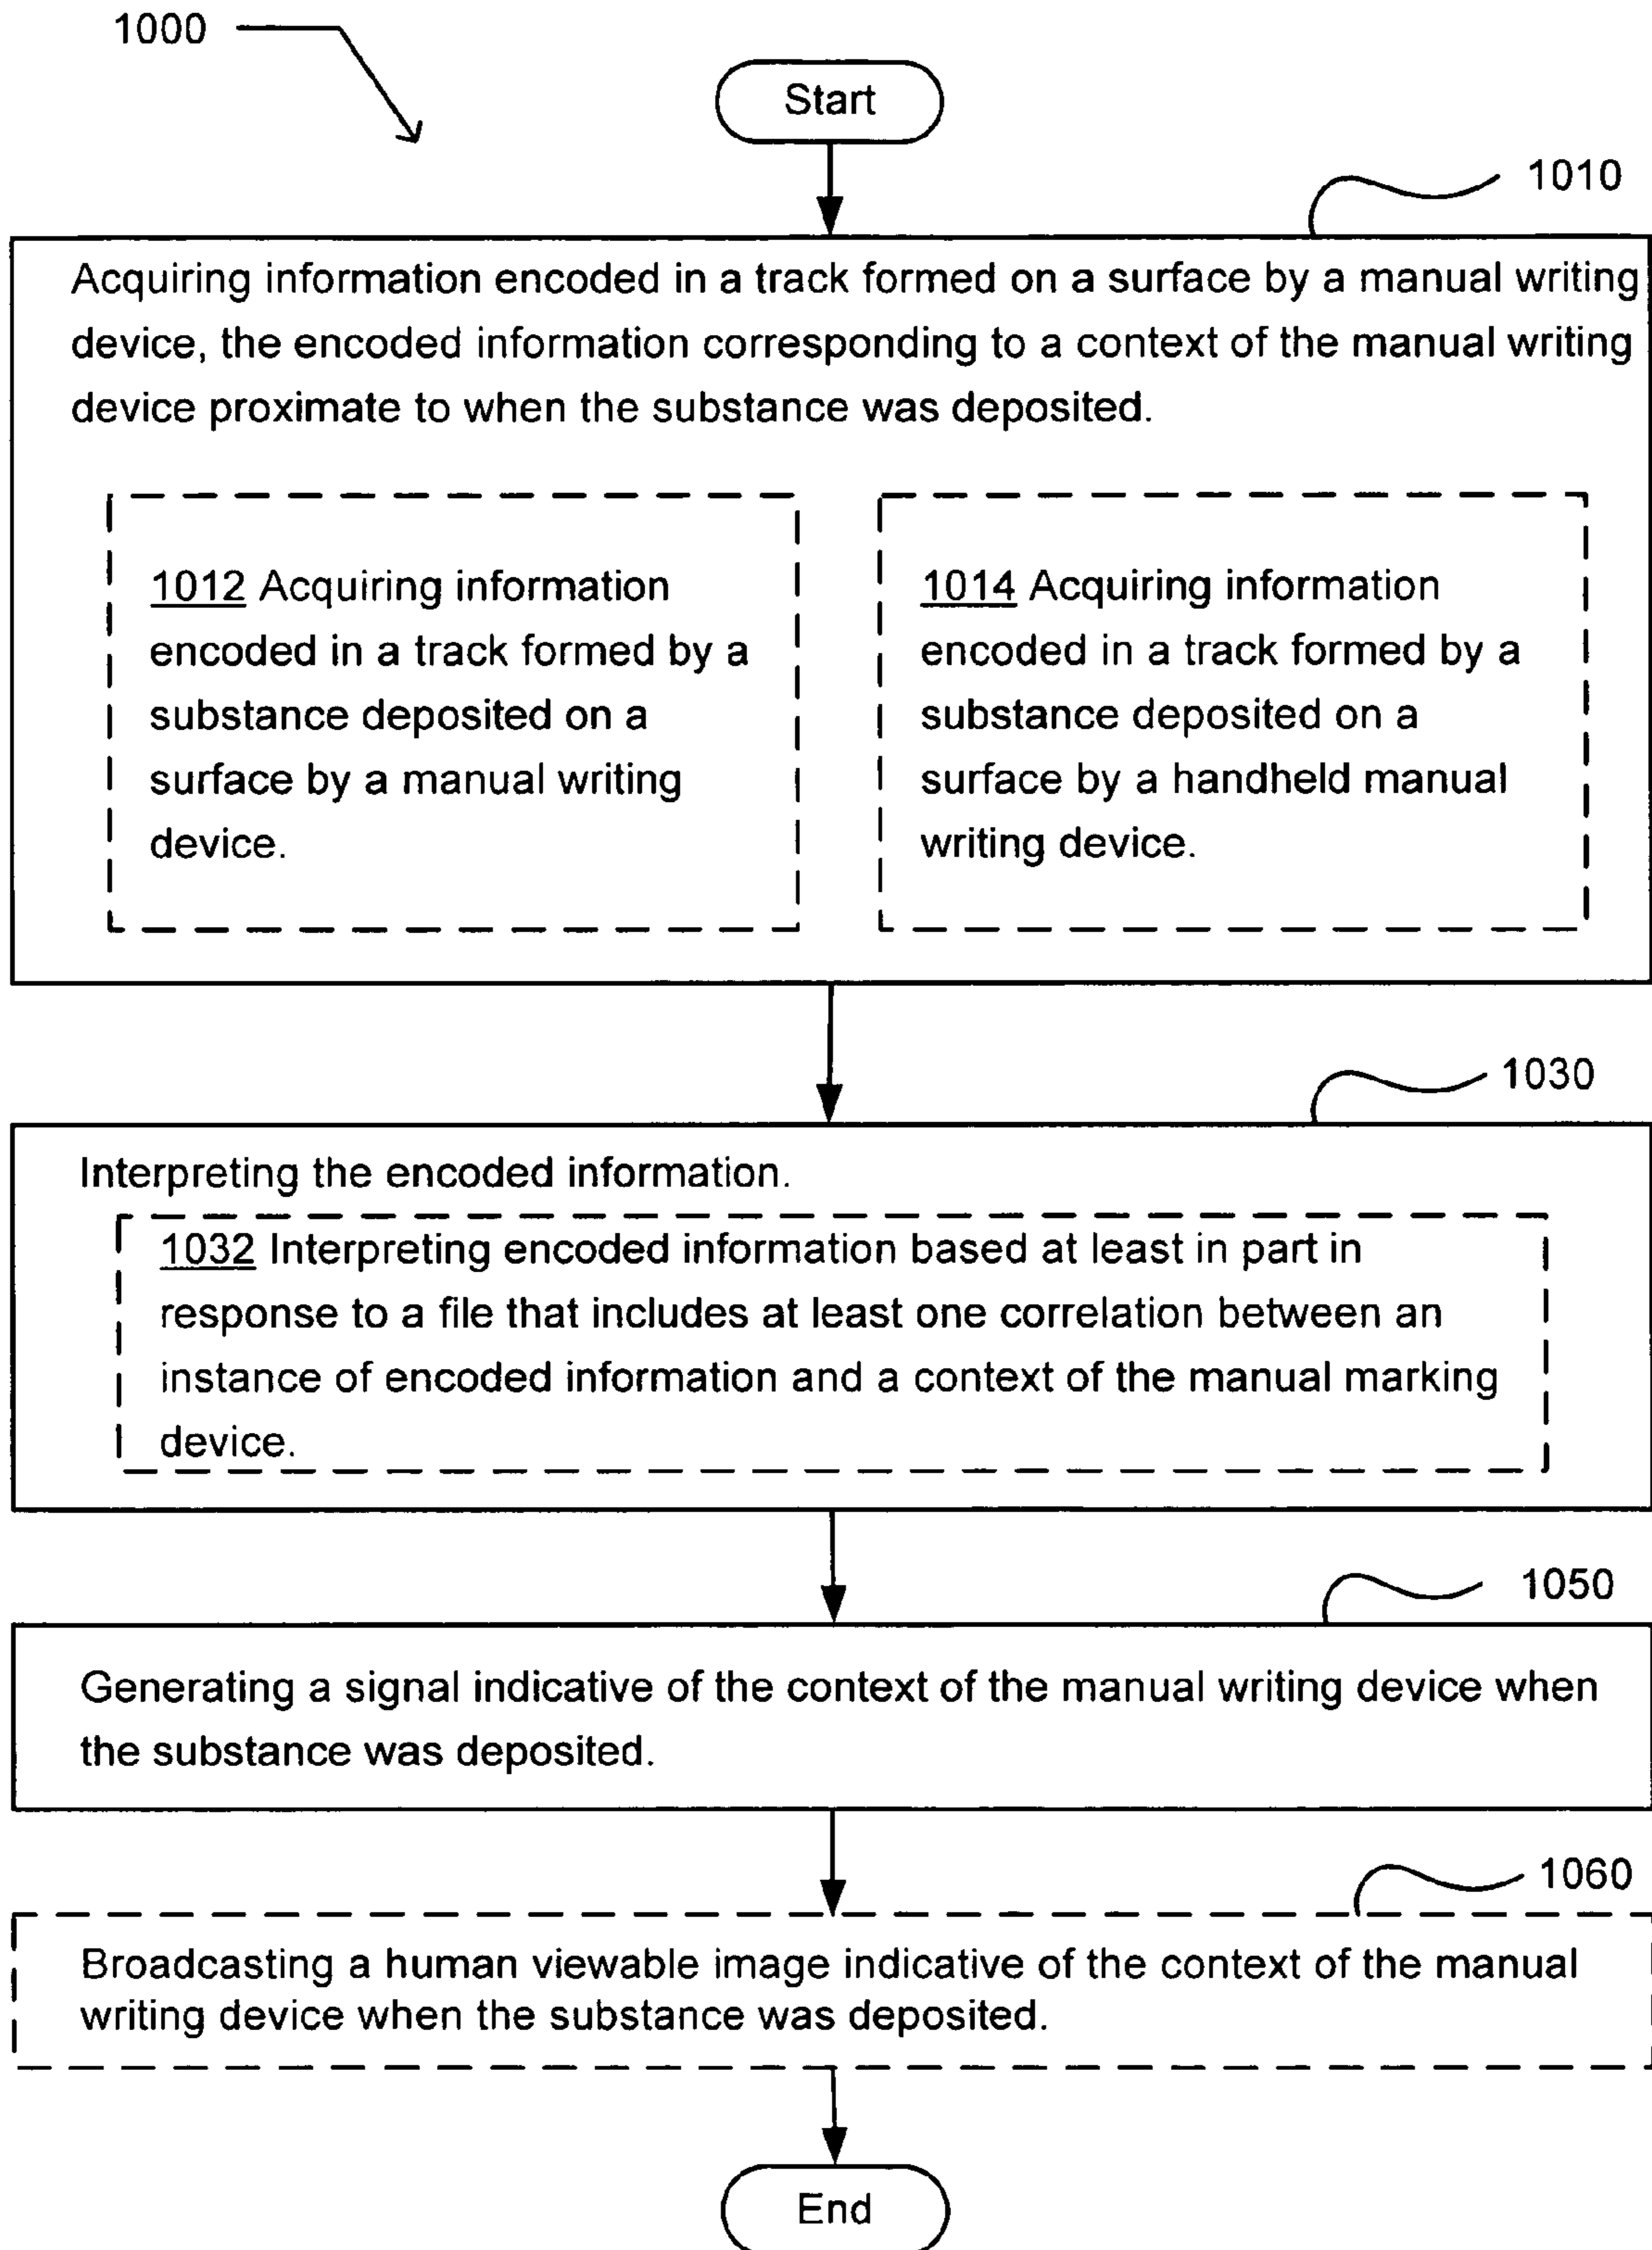 1000
Start
1010
Acquiring information encoded in a track formed on a surface by a manual writing
device, the encoded information corresponding to a context of the manual writing
device proximate to when the substance was deposited.
1012 Acquiring information
encoded in a track formed by a
substance deposited on a
surface by a manual writing
device.
1014 Acquiring information
encoded in a track formed by a
substance deposited on a
surface by a handheld manual
writing device.
1030
Interpreting the encoded information.
1032 Interpreting encoded information based at least in part in
response to a file that includes at least one correlation between an
instance of encoded information and a context of the manual marking
device.
1050
Generating a signal indicative of the context of the manual writing device when
the substance was deposited.
1060
Broadcasting a human viewable image indicative of the context of the manual
writing device when the substance was deposited.
End